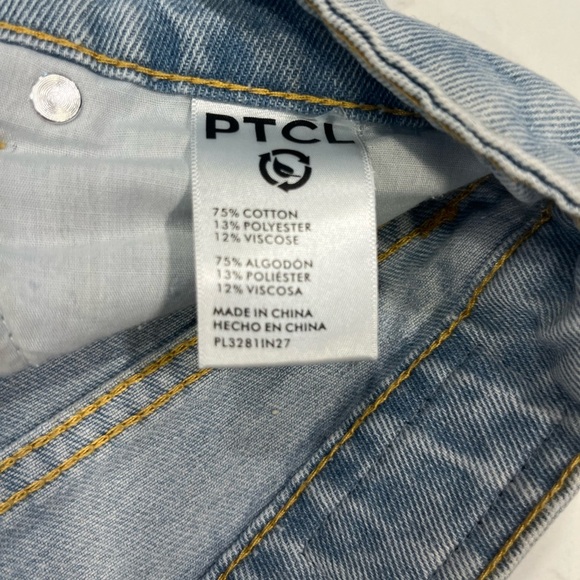 PTCL
75% COTTON
13% POLYESTER
12% VISCOSE
75% ALGODÓN
13% POLIÉSTER
12% VISCOSA
MADE IN CHINA
HECHO EN CHINA
PL32811IN27